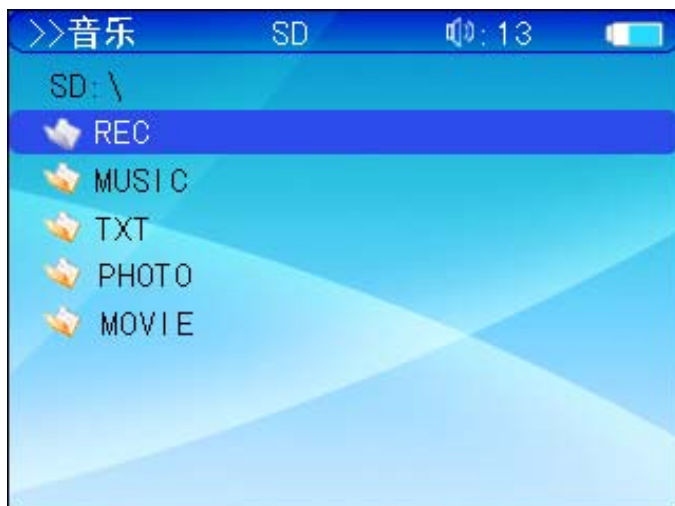 >>音乐 SD :13
SD:\
REC
MUSIC
TXT
PHOTO
MOVIE